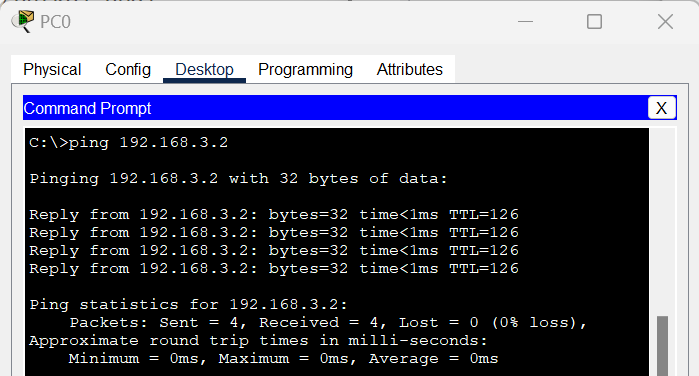 PC0
Physical Config Desktop Programming Attributes
Command Prompt
X
C:\>ping 192.168.3.2
Pinging 192.168.3.2 with 32 bytes of data:
Reply from 192.168.3.2: bytes=32 time<1ms TTL=126
Reply from 192.168.3.2: bytes=32 time<1ms TTL=126
Reply from 192.168.3.2: bytes=32 time<1ms TTL=126
Reply from 192.168.3.2: bytes=32 time<1ms TTL=126
Ping statistics for 192.168.3.2:
Packets: Sent = 4, Received = 4, Lost = 0 (0% loss),
Approximate round trip times in milli-seconds:
Minimum = 0ms, Maximum = 0ms, Average = 0ms